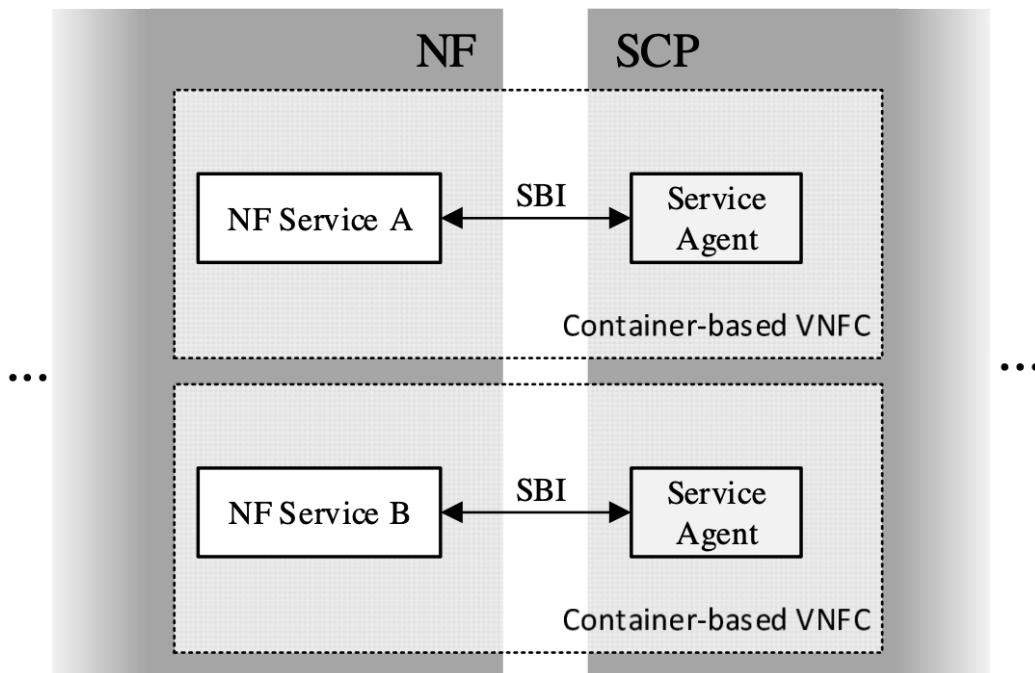 NF
SCP
NF Service A
SBI
Service
Agent
Container-based VNFC
...
...
NF Service B
SBI
Service
Agent
Container-based VNFC